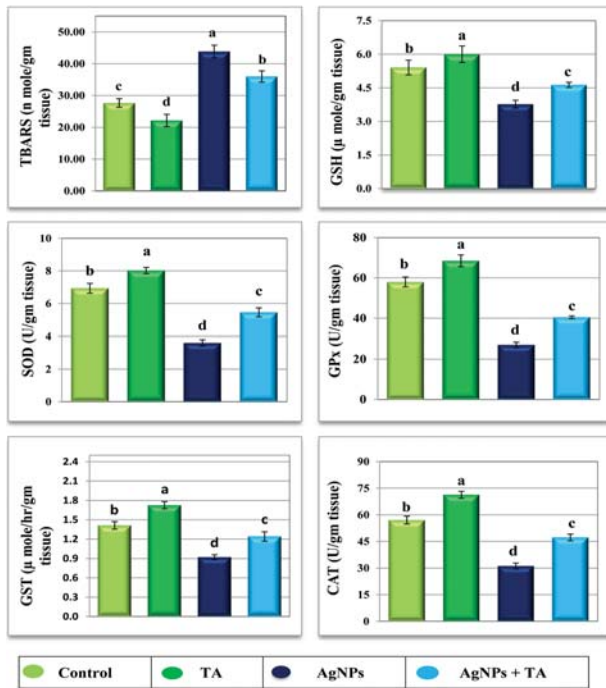 TBARS (n mole/gm
tissue)
50.00
40.00
30.00
20.00
10.00
0.00
c
d
a
b
GSH (µ mole/gm tissue)
7.5
6.0
4.5
3.0
1.5
0.0
b
a
d
c
SOD (U/gm tissue)
10
8
6
4
2
0
b
a
d
c
GPx (U/gm tissue)
80
60
40
20
0
b
a
d
c
GST (µ mole/hr/gm
tissue)
2.4
2.1
1.8
1.5
1.2
0.9
0.6
0.3
0.0
b
a
d
c
CAT (U/gm tissue)
90
75
60
45
30
15
0
b
a
d
c
Control
TA
AgNPs
AgNPs + TA